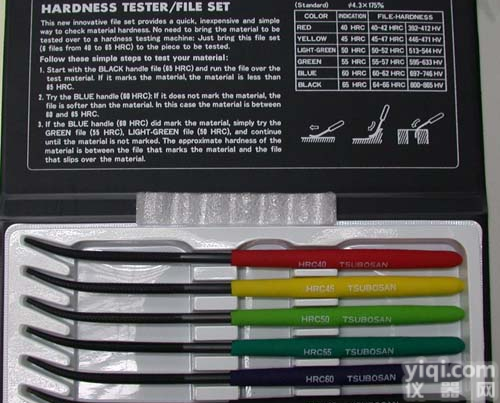 HARDNESS TESTER/FILE SET
This new innovative file set provides a quick, inexpensive and simple
way to check material hardness. No need to bring the material to be
tested over to a hardness testing machine: Just bring this file set
(6 files from 40 to 65 HRC) to the piece to be tested.
Follow these simple steps to test your material:
1. Start with the BLACK handle file (65 HRC) and run the file over the
test material. If it marks the material, the material is less than
65 HRC.
2. Try the BLUE handle (60 HRC): If it does not mark the material, the
file is softer than the material. In this case the material is between
60 and 65 HRC.
3. If the BLUE handle (60 HRC) did mark the material, simply try the
GREEN file (55 HRC), LIGHT-GREEN file (50 HRC), and continue
until the material is not marked. The approximate hardness of the
material is between the file that marks the material and the file
that slips over the material.
(Standard) ø4.3×175ℓ
COLOR INDICATION FILE-HARDNESS
RED 40 HRC 40-42 HRC 392-412 HV
YELLOW 45 HRC 45-47 HRC 446-471 HV
LIGHT-GREEN 50 HRC 50-52 HRC 513-544 HV
GREEN 55 HRC 55-57 HRC 595-633 HV
BLUE 60 HRC 60-62 HRC 697-746 HV
BLACK 65 HRC 64-66 HRC 800-865 HV
HRC40 TSUBOSAN
HRC45 TSUBOSAN
HRC50 TSUBOSAN
HRC55 TSUBOSAN
HRC60 TSUBOSAN
yiqi.com
仪器网